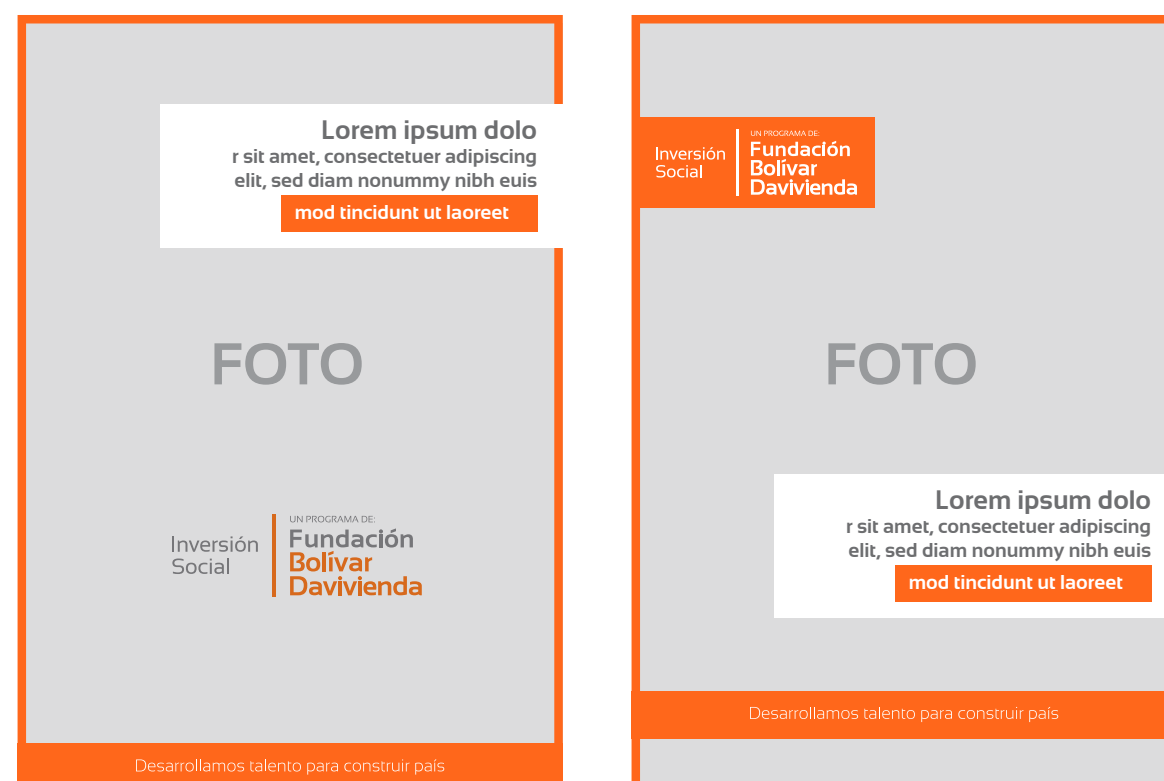 Lorem ipsum dolo
r sit amet, consectetuer adipiscing
elit, sed diam nonummy nibh euis
mod tincidunt ut laoreet
FOTO
Inversión
Social
UN PROGRAMA DE:
Fundación
Bolívar
Davivienda
Desarrollamos talento para construir país
Inversión
Social
UN PROGRAMA DE:
Fundación
Bolívar
Davivienda
FOTO
Lorem ipsum dolo
r sit amet, consectetuer adipiscing
elit, sed diam nonummy nibh euis
mod tincidunt ut laoreet
Desarrollamos talento para construir país